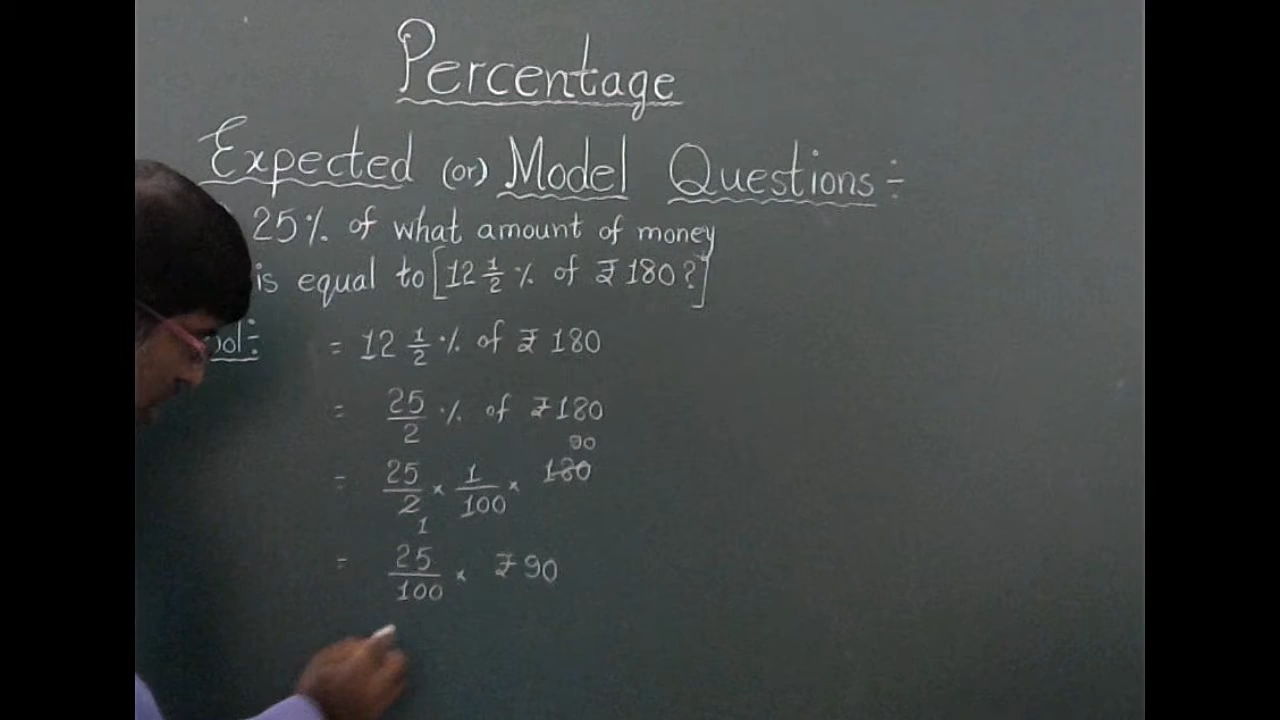 Percentage
Expected (or) Model Questions:-
25% of what amount of money
is equal to [12 1/2 % of ₹ 180?]
ol:-
= 12 1/2 % of ₹ 180
= 25/2 % of ₹180
90
= 25/2 × 1/100 × 180
1
= 25/100 × ₹ 90